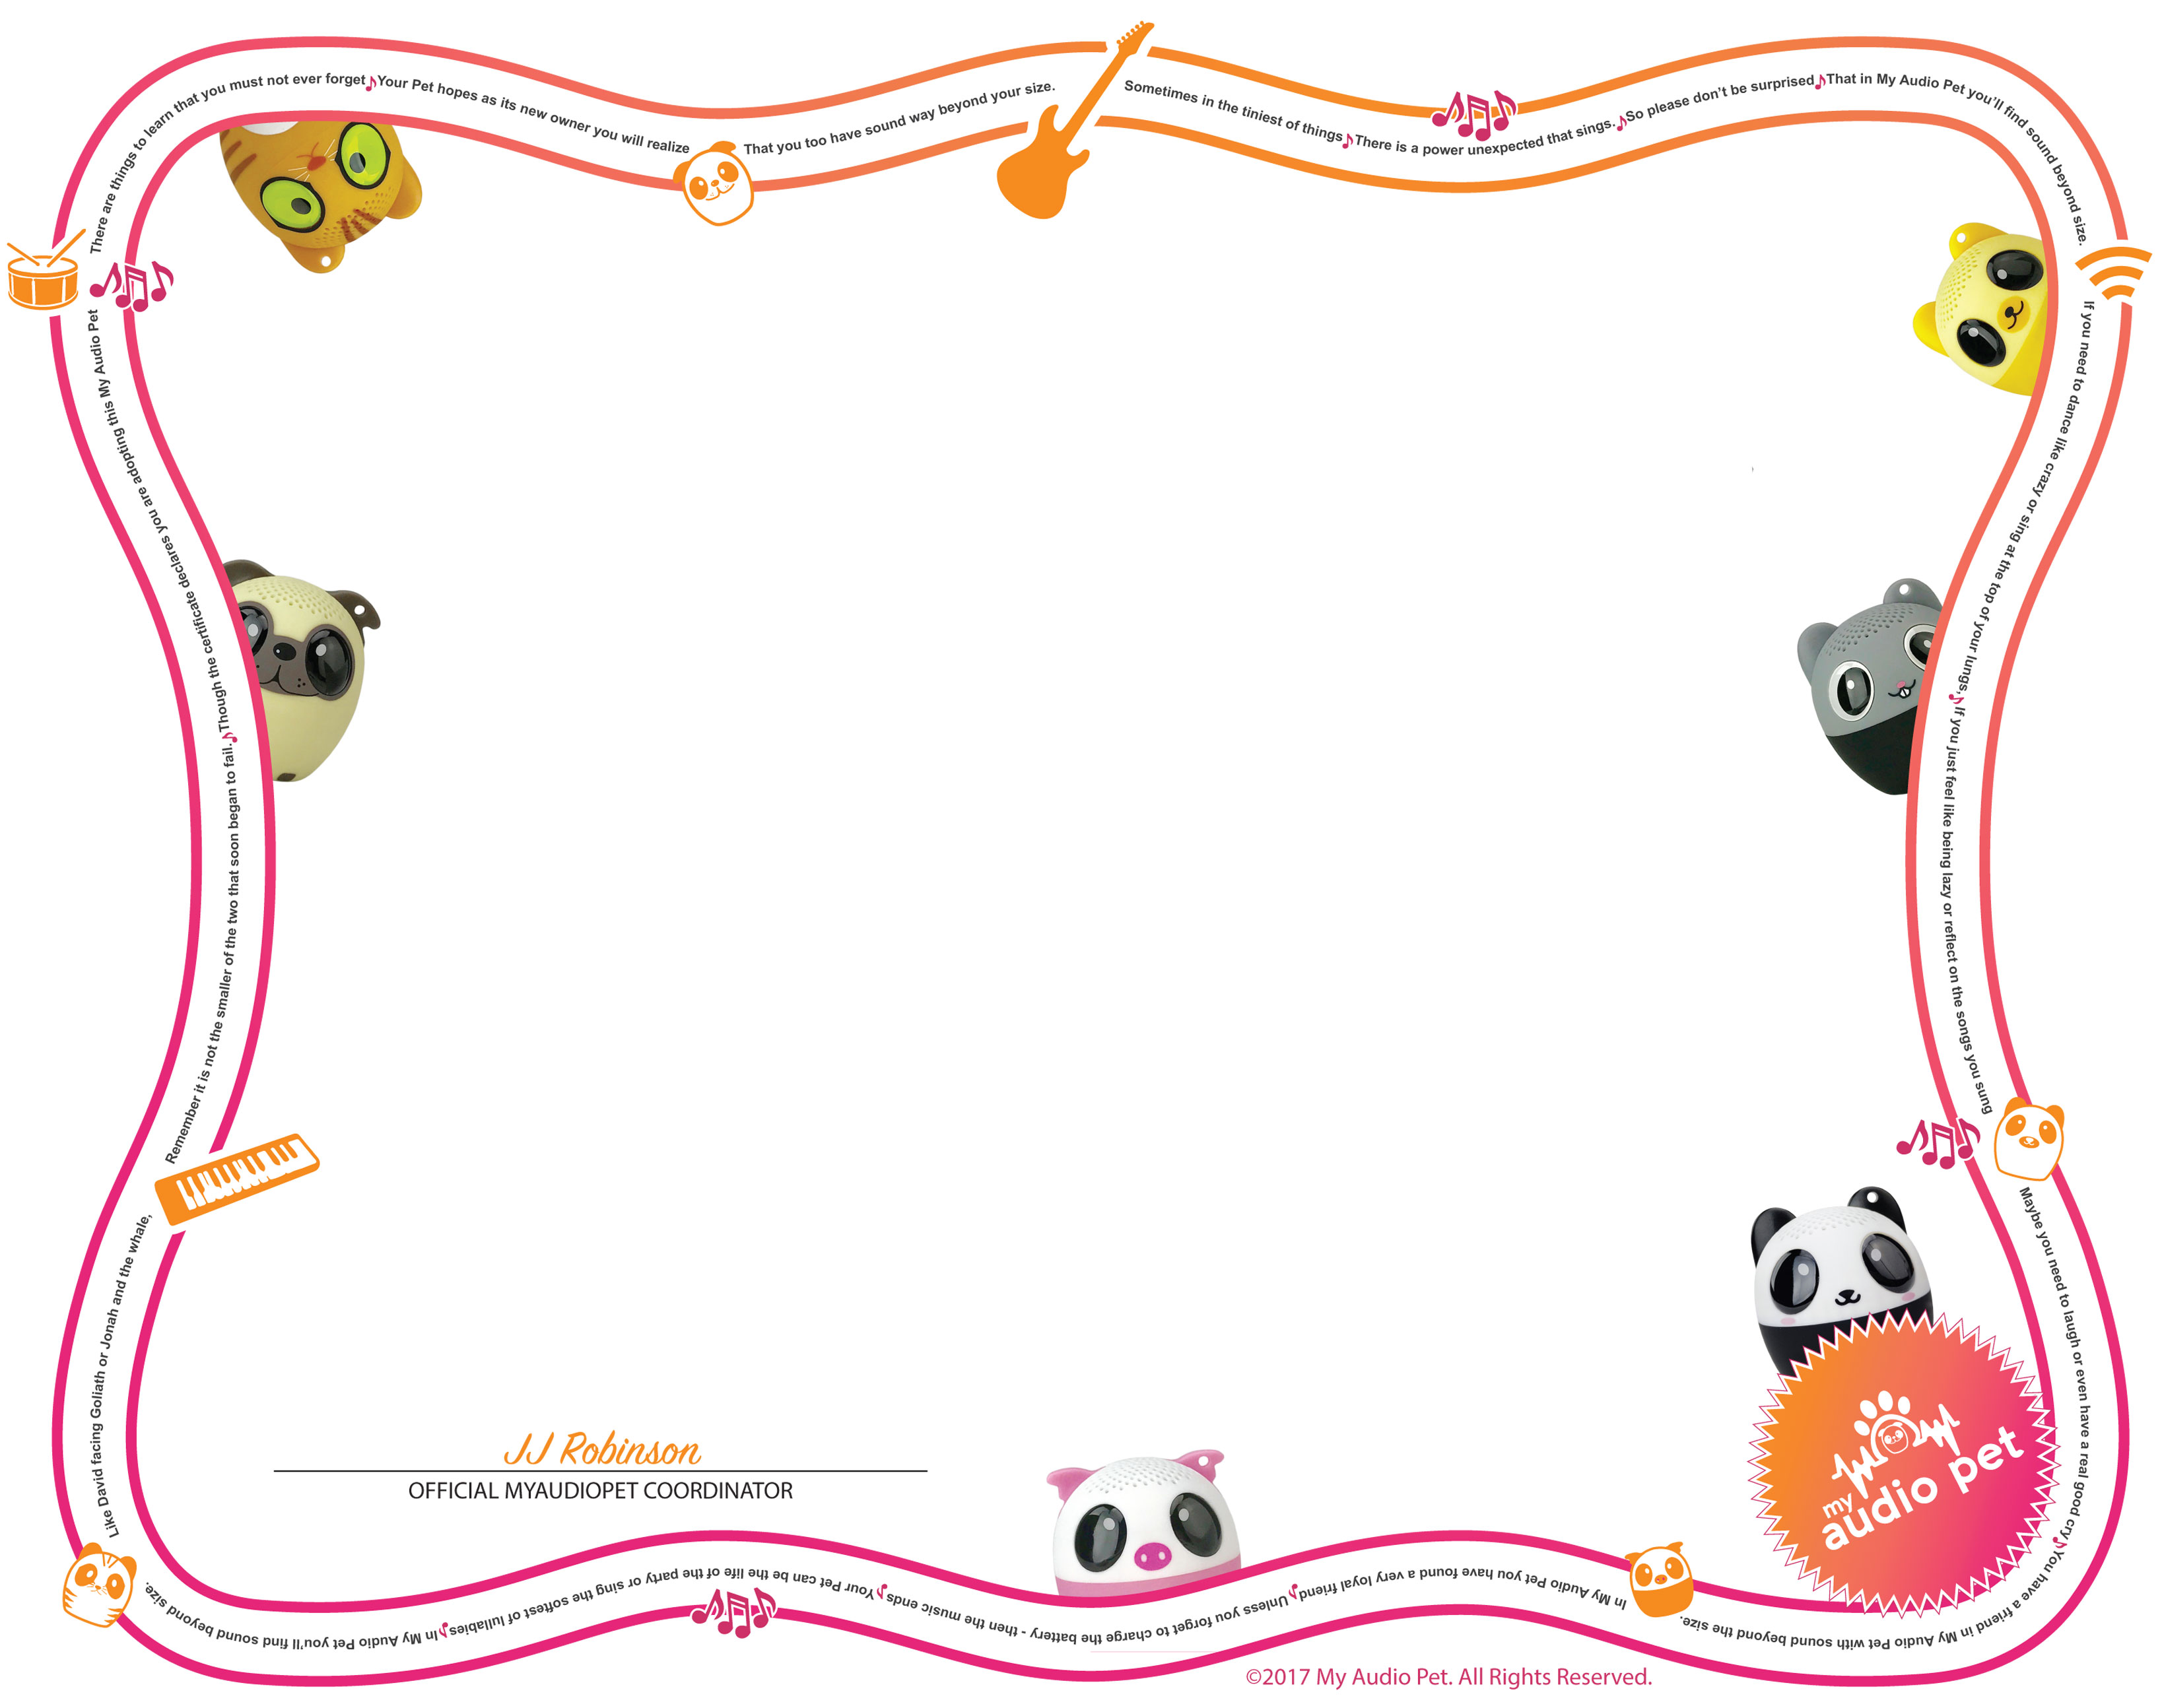 Sometimes in the tiniest of things
There is a power unexpected that sings.
So please don't be surprised
That in My Audio Pet you'll find sound beyond size.
If you need to dance like crazy or sing at the top of your lungs,
If you just feel like being lazy or reflect on the songs you sung
Maybe you need to laugh or even have a real good cry
You have a friend in My Audio Pet with sound beyond the size.
In My Audio Pet you have found a very loyal friend
Unless you forget to charge the battery - then the music ends
Your Pet can be the life of the party or sing the softest of lullabies
In My Audio Pet you'll find sound beyond size.
Like David facing Goliath or Jonah and the whale,
Remember it is not the smaller of the two that soon began to fail.
Though the certificate declares you are adopting this My Audio Pet
There are things to learn that you must not ever forget
Your Pet hopes as its new owner you will realize
That you too have sound way beyond your size.
JJ Robinson
OFFICIAL MYAUDIOPET COORDINATOR
my
audio pet
©2017 My Audio Pet. All Rights Reserved.